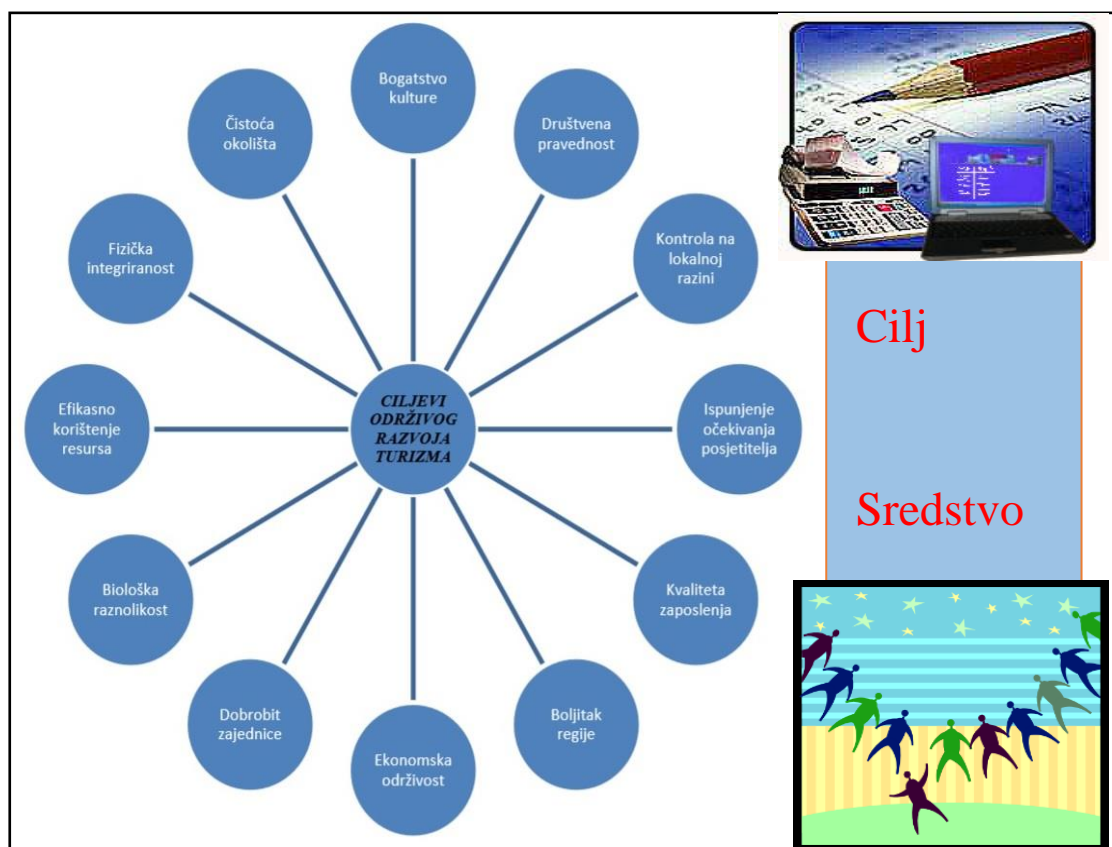 Bogatstvo
kulture
Društvena
pravednost
Kontrola na
lokalnoj
razini
Ispunjenje
očekivanja
posjetitelja
Kvaliteta
zaposlenja
Boljitak
regije
Ekonomska
održivost
Dobrobit
zajednice
Biološka
raznolikost
Efikasno
korištenje
resursa
Fizička
integriranost
Čistoća
okoliša
CILJEVI
ODRŽIVOG
RAZVOJA
TURIZMA
Cilj
Sredstvo